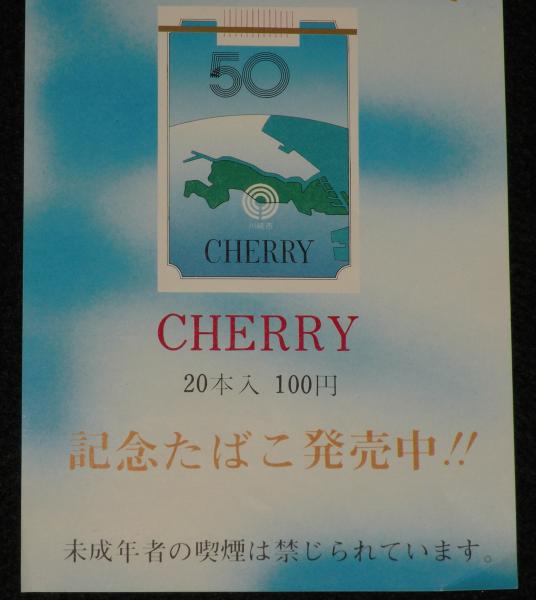 50
川崎市
CHERRY
CHERRY
20本入 100円
記念たばこ発売中!!
未成年者の喫煙は禁じられています。